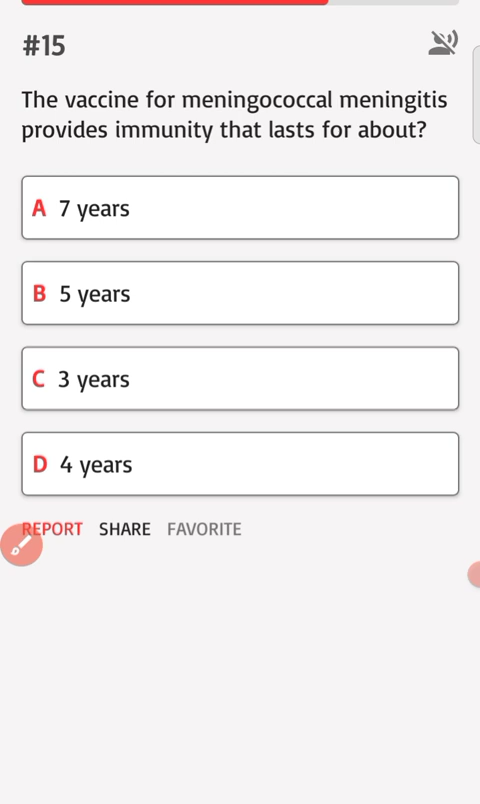 #15
The vaccine for meningococcal meningitis
provides immunity that lasts for about?
A 7 years
B 5 years
C 3 years
D 4 years
REPORT SHARE FAVORITE